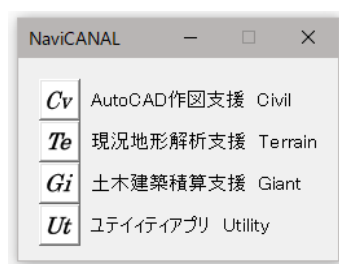 NaviCANAL
Cv AutoCAD作図支援 Civil
Te 現況地形解析支援 Terrain
Gi 土木建築積算支援 Giant
Ut ユテイィティアプリ Utility